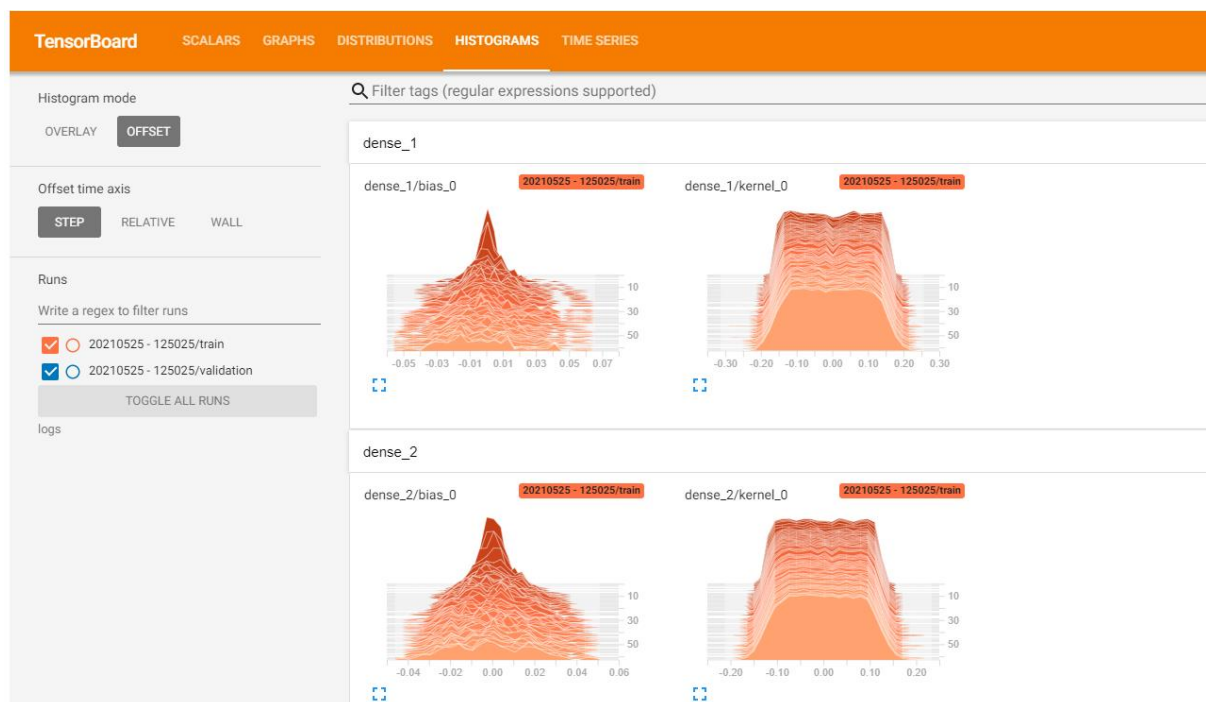 TensorBoard SCALARS GRAPHS DISTRIBUTIONS HISTOGRAMS TIME SERIES
Histogram mode
OVERLAY OFFSET
Offset time axis
STEP RELATIVE WALL
Runs
Write a regex to filter runs
20210525 - 125025/train
20210525 - 125025/validation
TOGGLE ALL RUNS
logs
Filter tags (regular expressions supported)
dense_1
dense_1/bias_0 20210525 - 125025/train
10
30
50
-0.05 -0.03 -0.01 0.01 0.03 0.05 0.07
dense_1/kernel_0 20210525 - 125025/train
10
30
50
-0.30 -0.20 -0.10 0.00 0.10 0.20 0.30
dense_2
dense_2/bias_0 20210525 - 125025/train
10
30
50
-0.04 -0.02 0.00 0.02 0.04 0.06
dense_2/kernel_0 20210525 - 125025/train
10
30
50
-0.20 -0.10 0.00 0.10 0.20